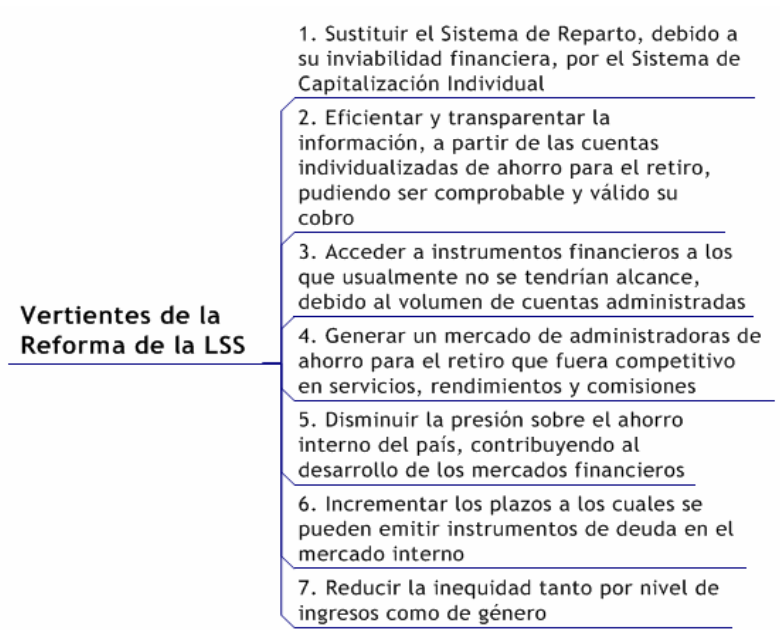 Vertientes de la
Reforma de la LSS
1. Sustituir el Sistema de Reparto, debido a
su inviabilidad financiera, por el Sistema de
Capitalización Individual
2. Eficientar y transparentar la
información, a partir de las cuentas
individualizadas de ahorro para el retiro,
pudiendo ser comprobable y válido su
cobro
3. Acceder a instrumentos financieros a los
que usualmente no se tendrían alcance,
debido al volumen de cuentas administradas
4. Generar un mercado de administradoras de
ahorro para el retiro que fuera competitivo
en servicios, rendimientos y comisiones
5. Disminuir la presión sobre el ahorro
interno del país, contribuyendo al
desarrollo de los mercados financieros
6. Incrementar los plazos a los cuales se
pueden emitir instrumentos de deuda en el
mercado interno
7. Reducir la inequidad tanto por nivel de
ingresos como de género